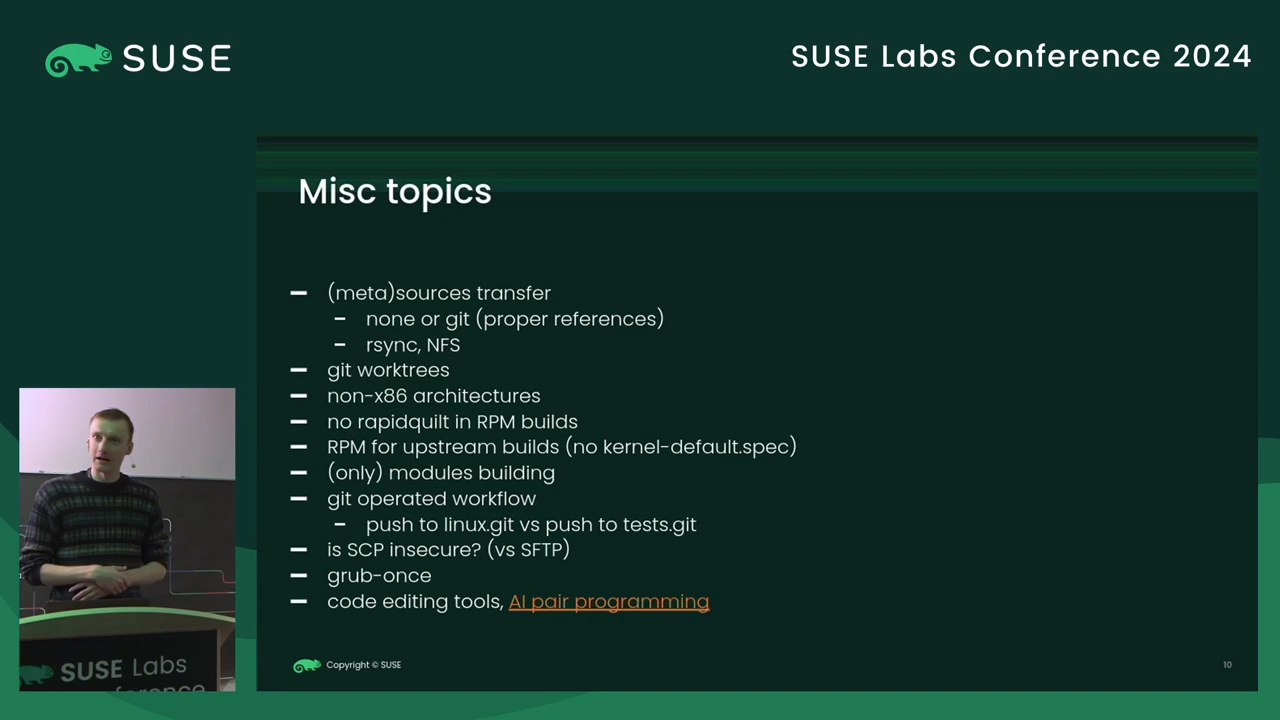 SUSE
SUSE Labs Conference 2024
Misc topics
(meta)sources transfer
none or git (proper references)
rsync, NFS
git worktrees
non-x86 architectures
no rapidquilt in RPM builds
RPM for upstream builds (no kernel-default.spec)
(only) modules building
git operated workflow
push to linux.git vs push to tests.git
is SCP insecure? (vs SFTP)
grub-once
code editing tools, AI pair programming
SUSE Labs
Conference
Copyright © SUSE
10